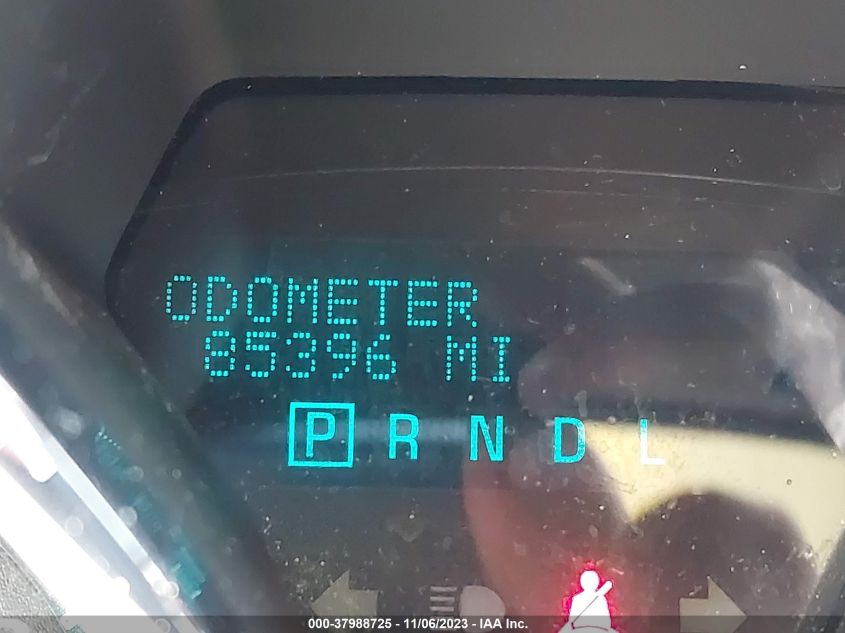 ODOMETER
85396 MI
P R N D L
000-37988725 - 11/06/2023 - IAA Inc.